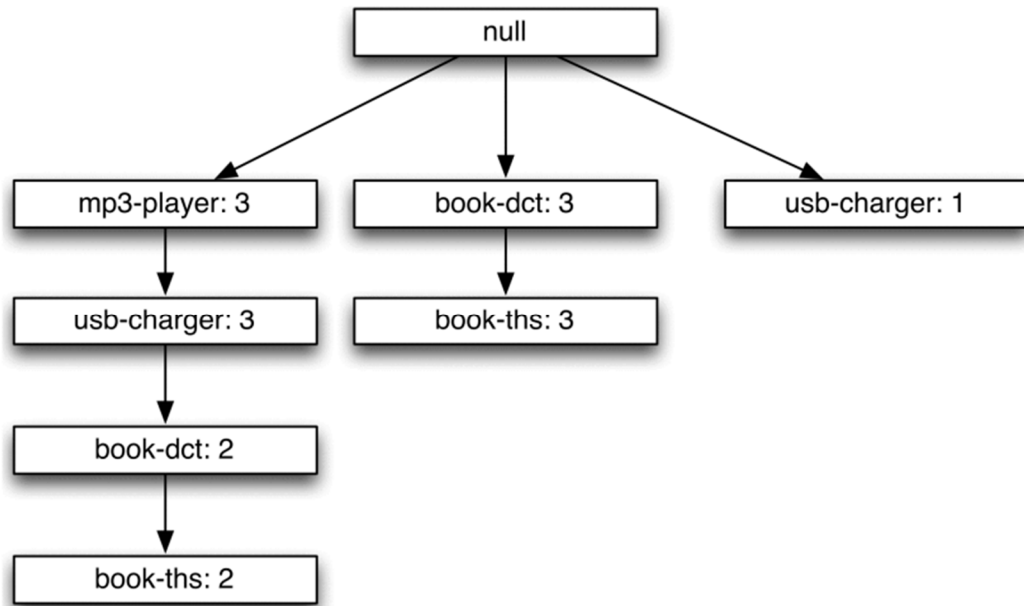 null
mp3-player: 3
book-dct: 3
usb-charger: 1
usb-charger: 3
book-ths: 3
book-dct: 2
book-ths: 2